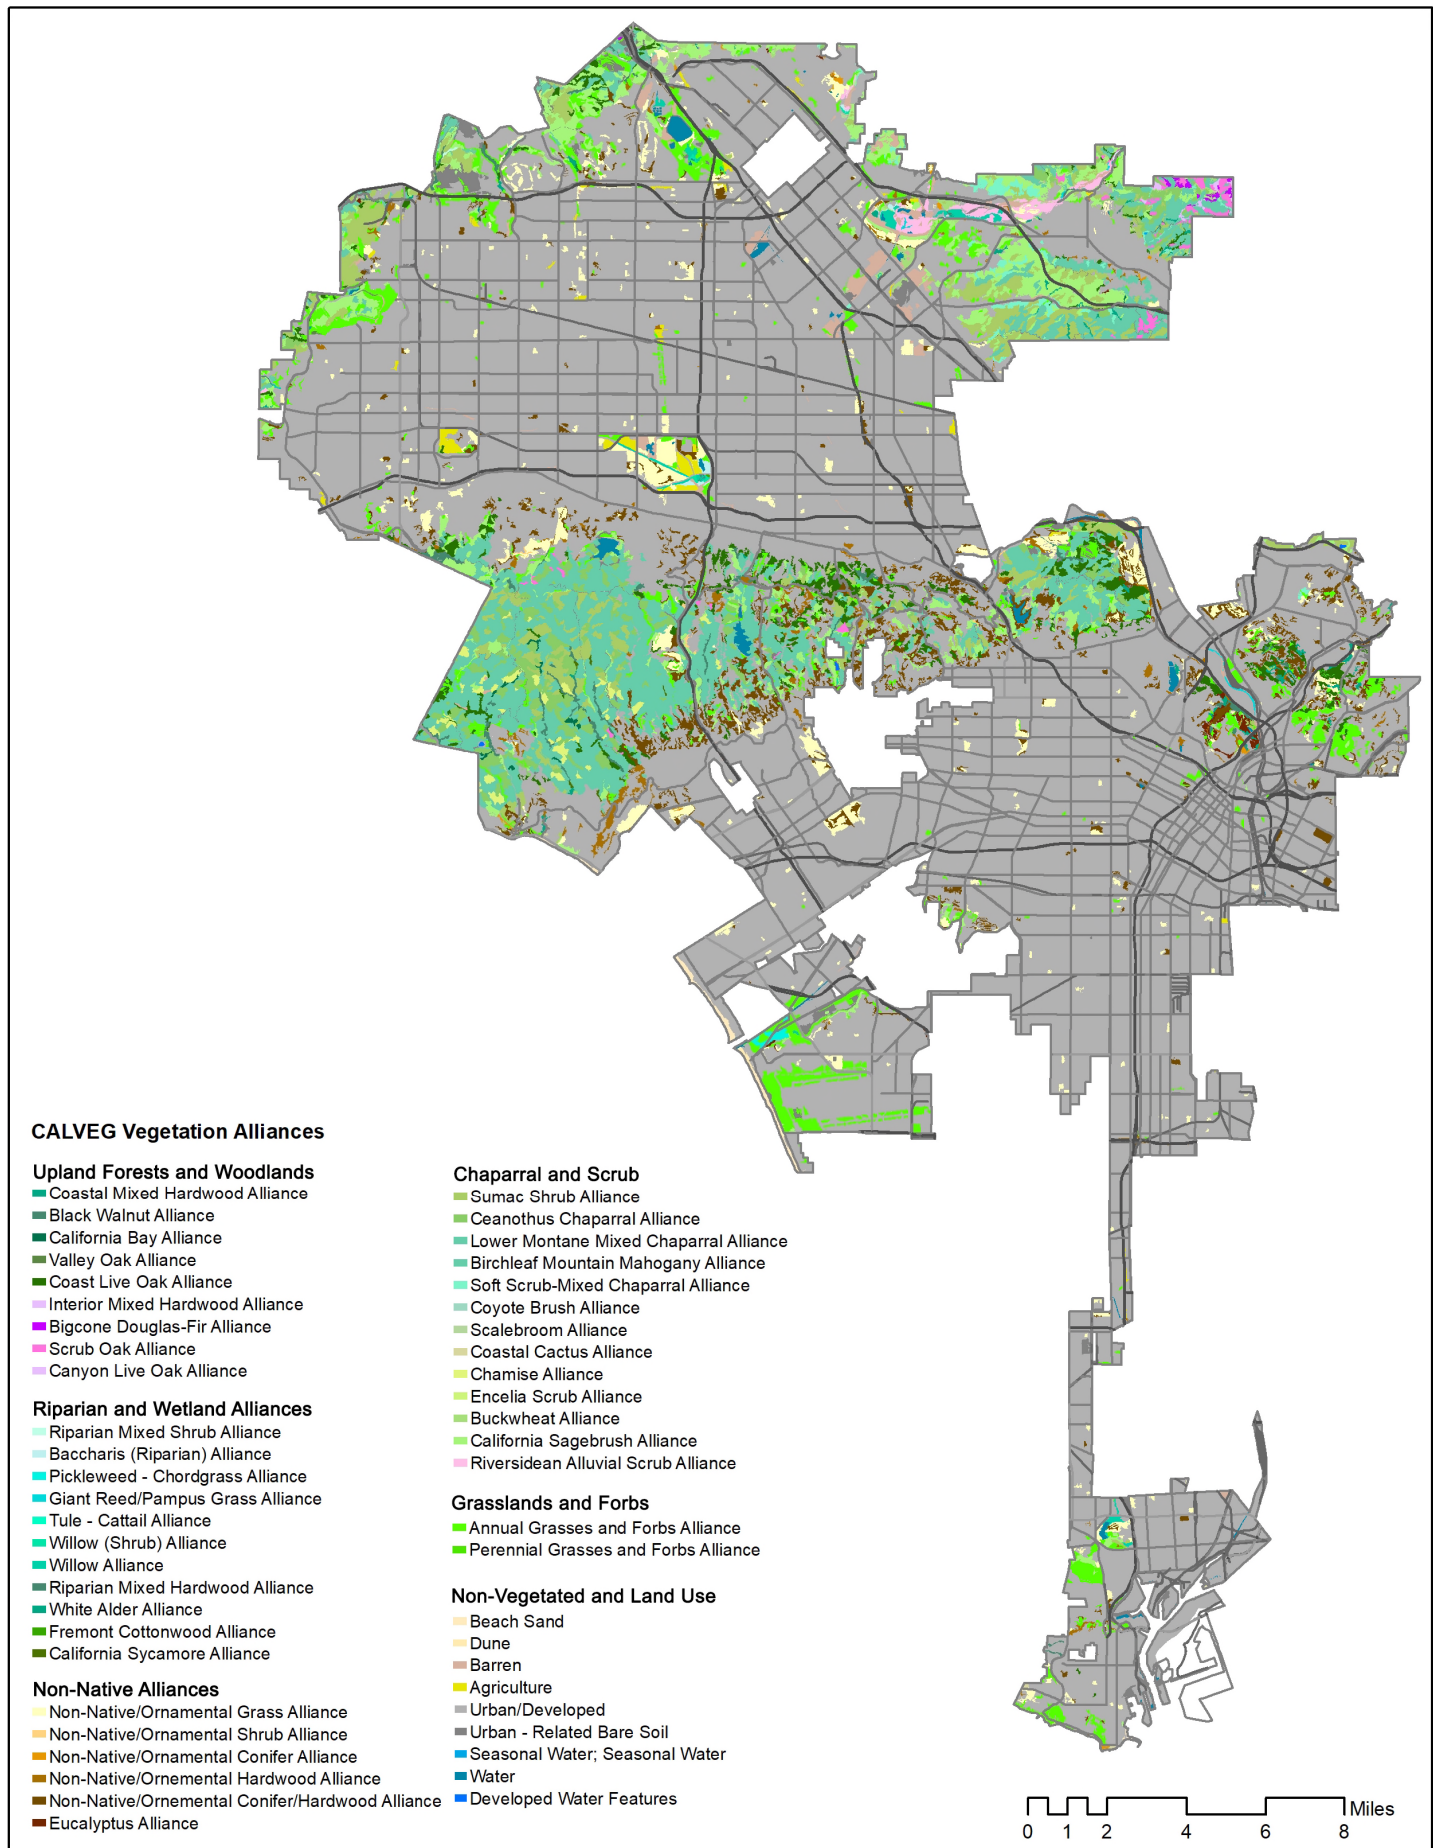 CALVEG Vegetation Alliances
Upland Forests and Woodlands
Coastal Mixed Hardwood Alliance
Black Walnut Alliance
California Bay Alliance
Valley Oak Alliance
Coast Live Oak Alliance
Interior Mixed Hardwood Alliance
Bigcone Douglas-Fir Alliance
Scrub Oak Alliance
Canyon Live Oak Alliance
Riparian and Wetland Alliances
Riparian Mixed Shrub Alliance
Baccharis (Riparian) Alliance
Pickleweed - Chordgrass Alliance
Giant Reed/Pampus Grass Alliance
Tule - Cattail Alliance
Willow (Shrub) Alliance
Willow Alliance
Riparian Mixed Hardwood Alliance
White Alder Alliance
Fremont Cottonwood Alliance
California Sycamore Alliance
Non-Native Alliances
Non-Native/Ornamental Grass Alliance
Non-Native/Ornamental Shrub Alliance
Non-Native/Ornamental Conifer Alliance
Non-Native/Ornemental Hardwood Alliance
Non-Native/Ornemental Conifer/Hardwood Alliance
Eucalyptus Alliance
Chaparral and Scrub
Sumac Shrub Alliance
Ceanothus Chaparral Alliance
Lower Montane Mixed Chaparral Alliance
Birchleaf Mountain Mahogany Alliance
Soft Scrub-Mixed Chaparral Alliance
Coyote Brush Alliance
Scalebroom Alliance
Coastal Cactus Alliance
Chamise Alliance
Encelia Scrub Alliance
Buckwheat Alliance
California Sagebrush Alliance
Riversidean Alluvial Scrub Alliance
Grasslands and Forbs
Annual Grasses and Forbs Alliance
Perennial Grasses and Forbs Alliance
Non-Vegetated and Land Use
Beach Sand
Dune
Barren
Agriculture
Urban/Developed
Urban - Related Bare Soil
Seasonal Water; Seasonal Water
Water
Developed Water Features
Miles
0 1 2 4 6 8